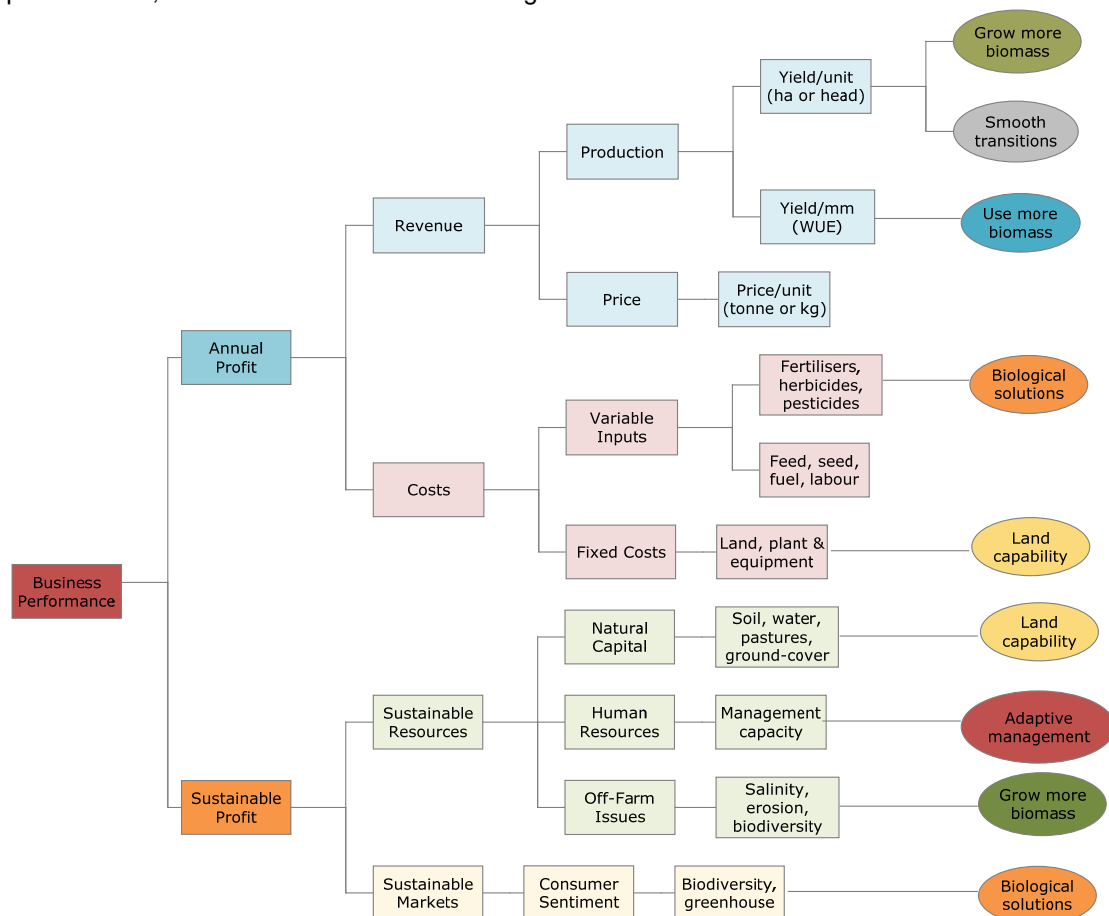 Grow more
biomass
Yield/unit
(ha or head)
Smooth
transitions
Production
Yield/mm
(WUE)
Use more
biomass
Revenue
Price
Price/unit
(tonne or kg)
Annual
Profit
Fertilisers,
herbicides,
pesticides
Biological
solutions
Variable
Inputs
Feed, seed,
fuel, labour
Costs
Fixed Costs
Land, plant &
equipment
Land
capability
Business
Performance
Natural
Capital
Soil, water,
pastures,
ground-cover
Land
capability
Sustainable
Resources
Human
Resources
Management
capacity
Adaptive
management
Off-Farm
Issues
Salinity,
erosion,
biodiversity
Grow more
biomass
Sustainable
Profit
Sustainable
Markets
Consumer
Sentiment
Biodiversity,
greenhouse
Biological
solutions